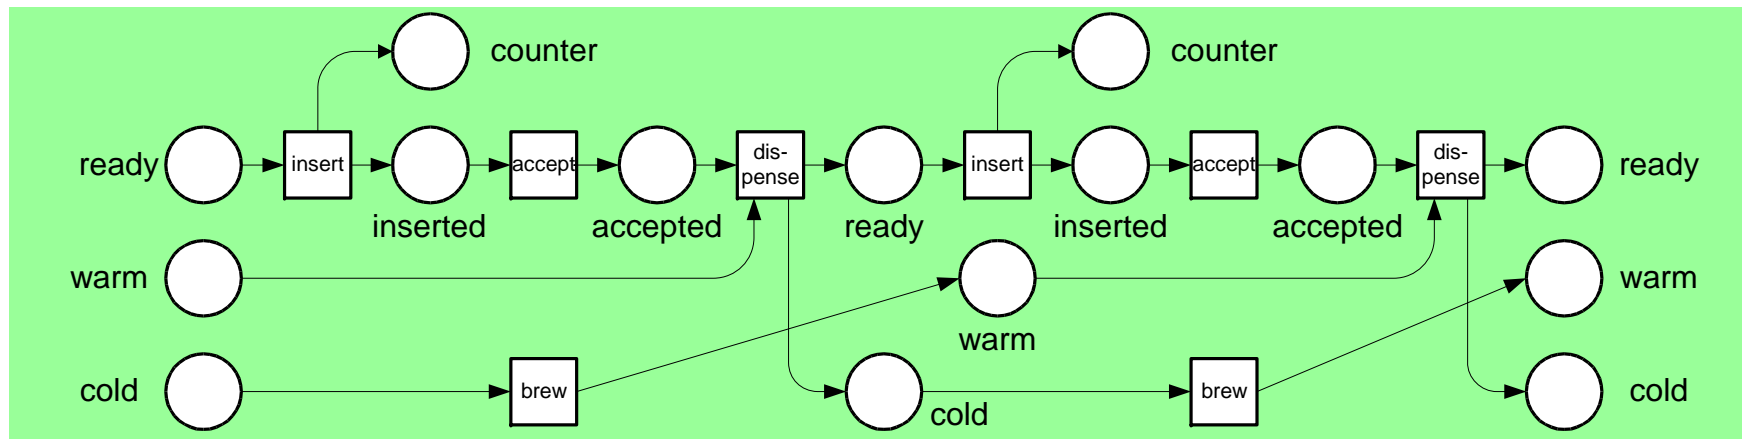 counter
counter
ready
insert
accept
dis-
pense
insert
accept
dis-
pense
ready
inserted
accepted
ready
inserted
accepted
warm
warm
warm
cold
brew
cold
brew
cold